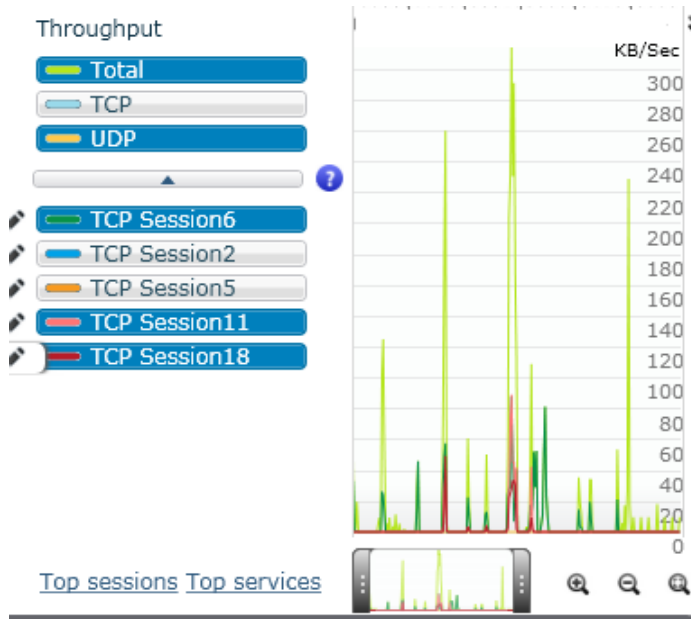 Throughput
Total
TCP
UDP
?
TCP Session6
TCP Session2
TCP Session5
TCP Session11
TCP Session18
Top sessions Top services
KB/Sec
300
280
260
240
220
200
180
160
140
120
100
80
60
40
20
0